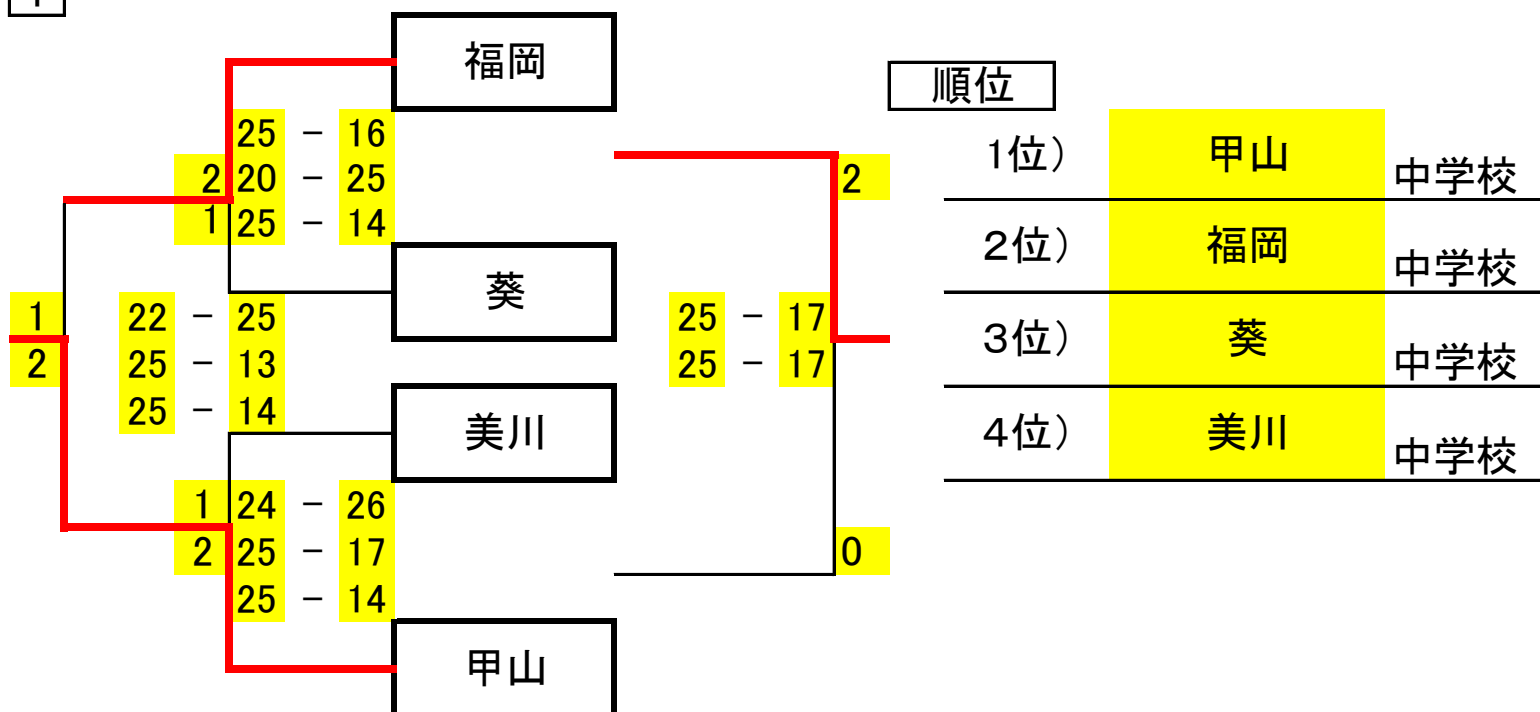 福岡
順位
25 - 16
2 20 - 25
1 25 - 14
2
1位) 甲山 中学校
2位) 福岡 中学校
葵
1
2
22 - 25
25 - 13
25 - 14
25 - 17
25 - 17
3位) 葵 中学校
美川
4位) 美川 中学校
1 24 - 26
2 25 - 17
25 - 14
0
甲山